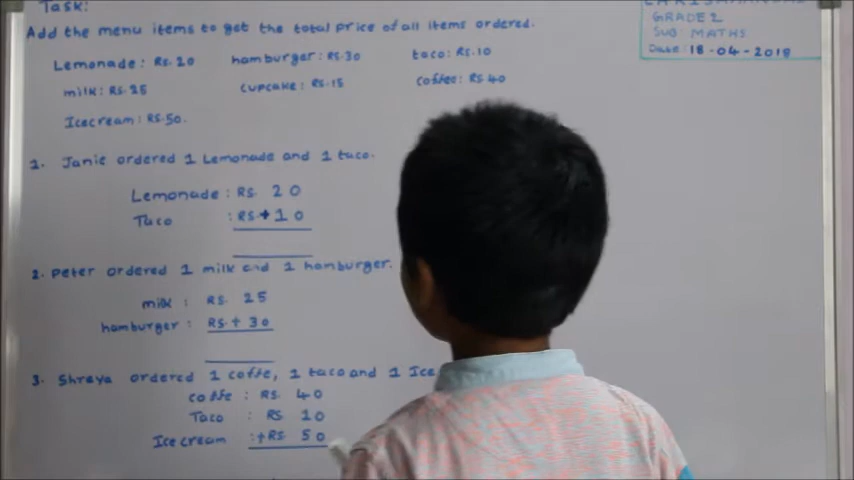 Task:
Add the menu items to get the total price of all items ordered.
GRADE 2
SUB: MATHS
Date: 18-04-2019
Lemonade: RS. 20 hamburger: RS. 30 taco: RS. 10
milk: RS. 25 cupcake: RS. 15 coffee: RS. 40
Icecream: RS. 50.
1. Janie ordered 1 Lemonade and 1 taco.
Lemonade: RS. 20
Taco : RS. + 10
2. Peter ordered 1 milk and 1 hamburger.
milk : RS. 25
hamburger : RS. + 30
3. Shraya ordered 1 coffe, 1 taco and 1 Ice
coffe : RS. 40
Taco : RS 10
Ice cream : + RS 50